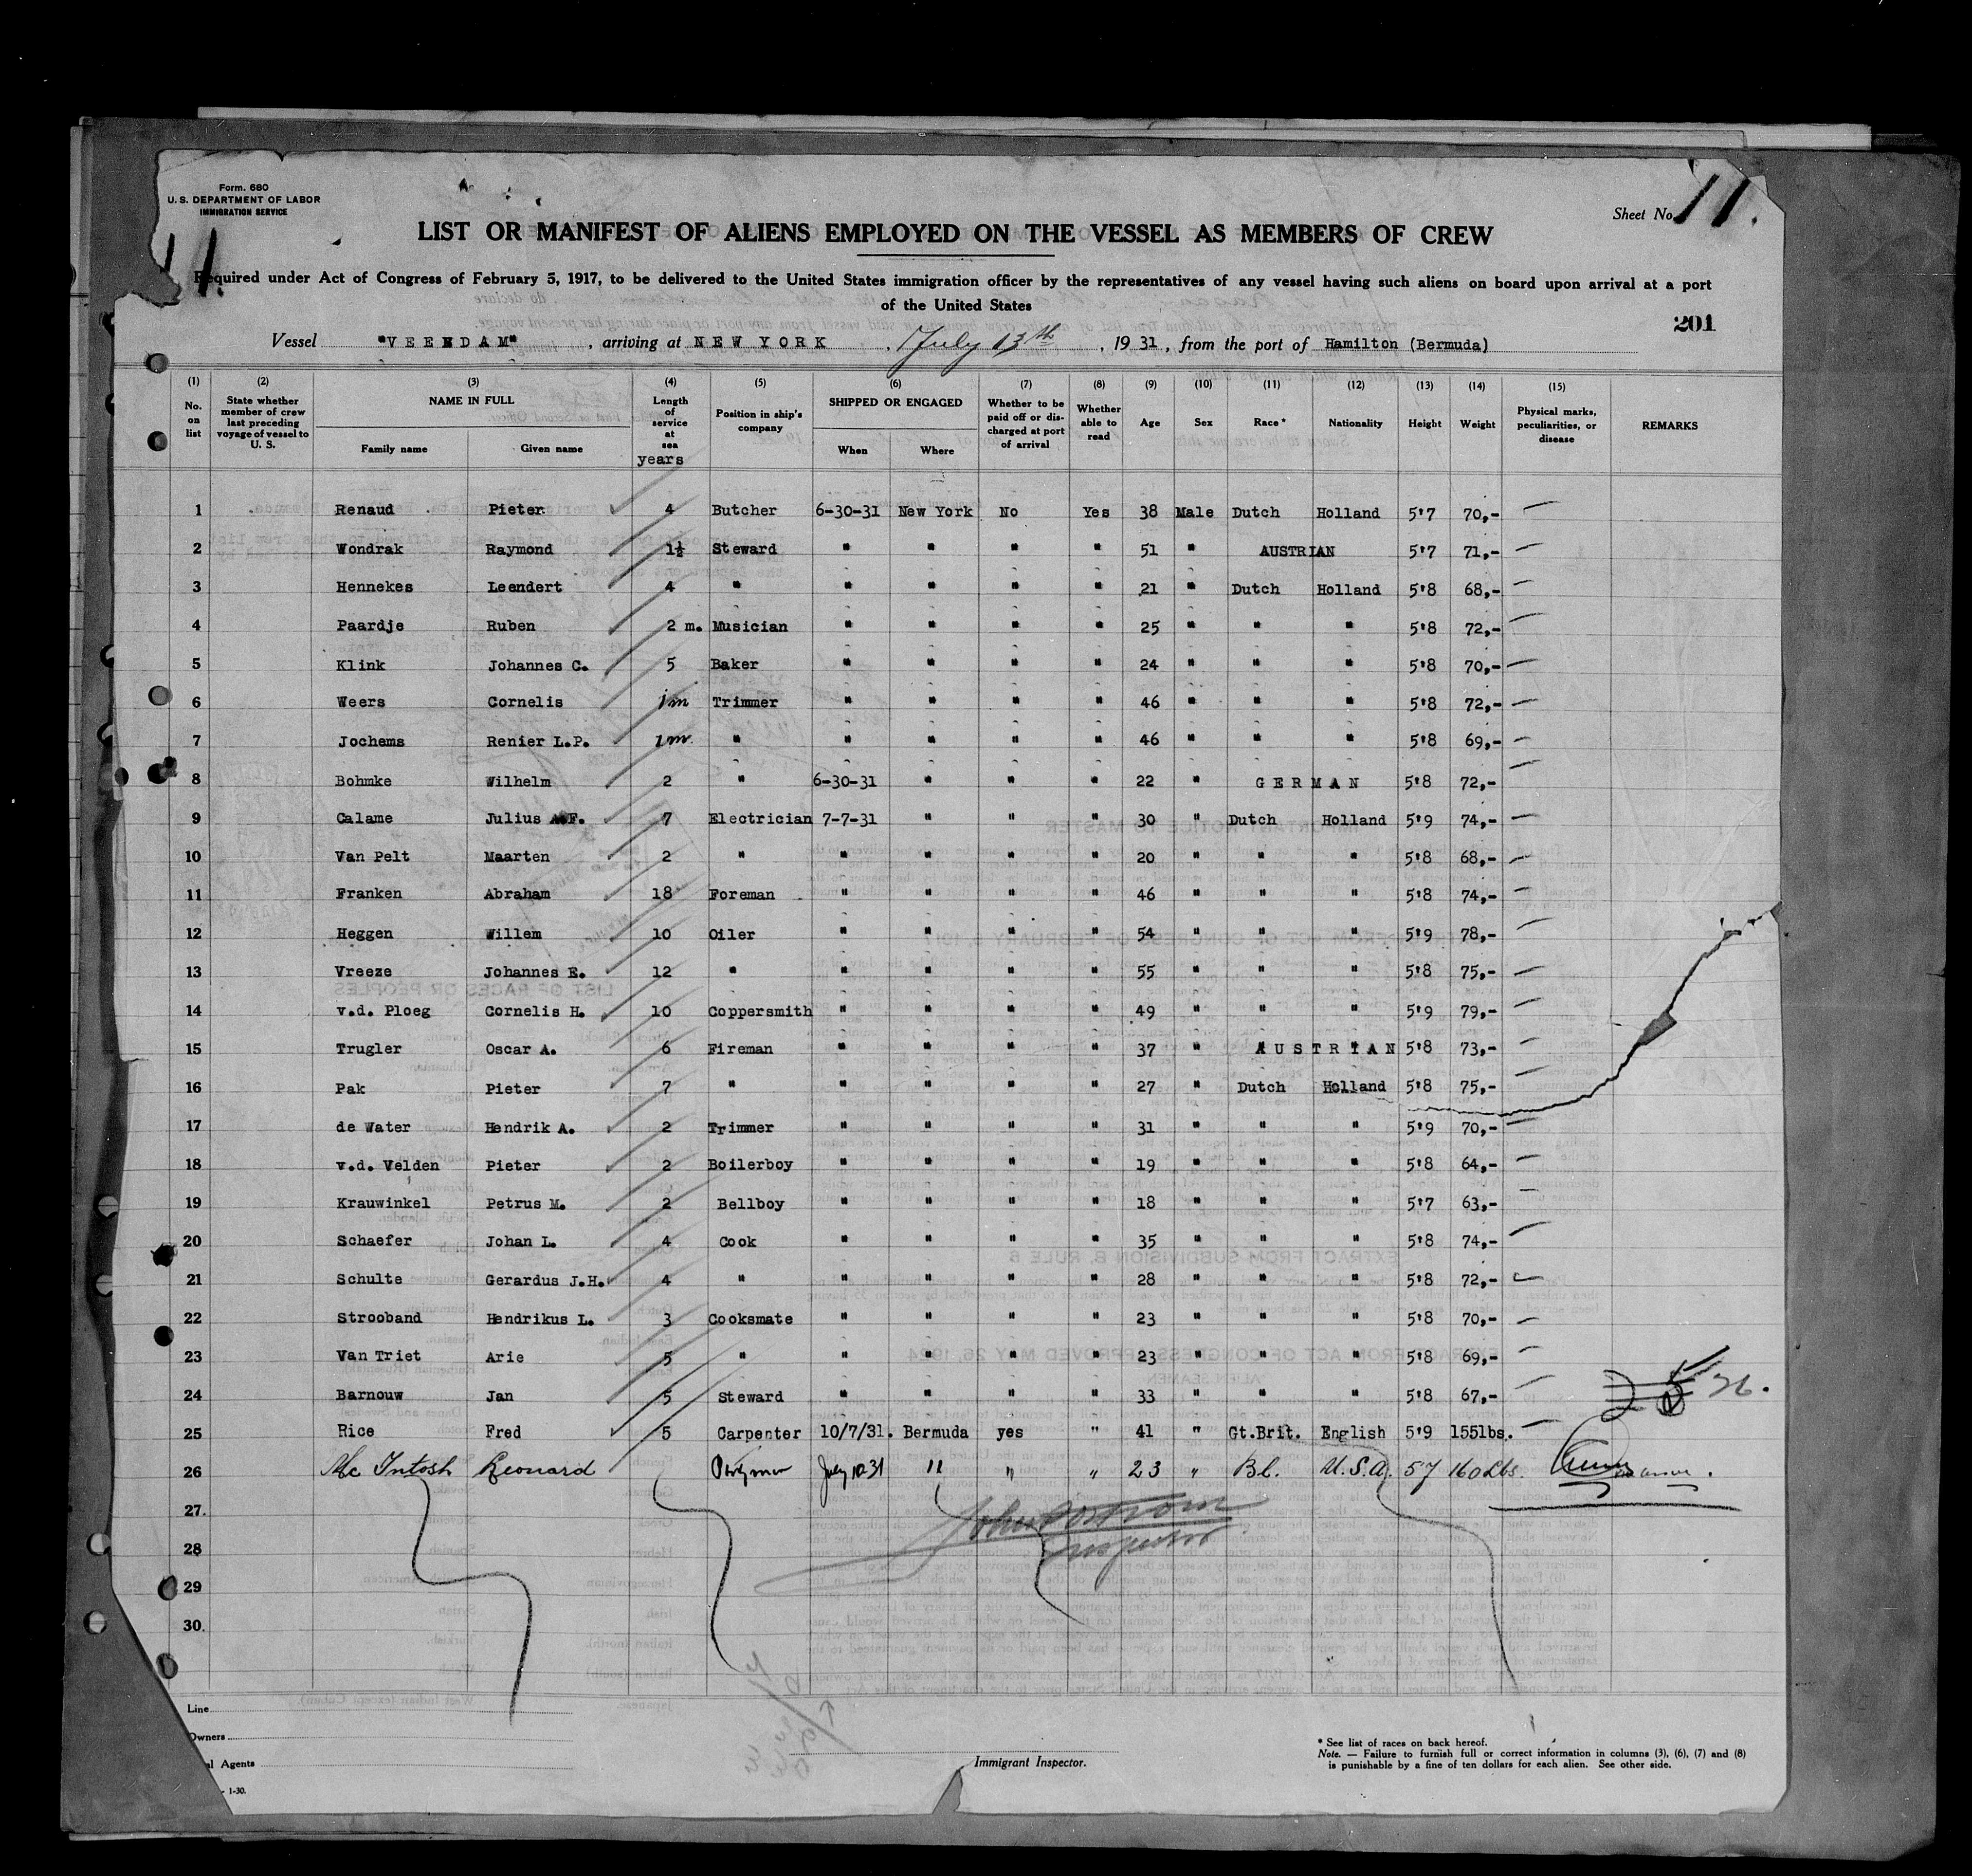 Form. 680
U. S. DEPARTMENT OF LABOR
IMMIGRATION SERVICE
11
Sheet No. 11.
LIST OR MANIFEST OF ALIENS EMPLOYED ON THE VESSEL AS MEMBERS OF CREW
Required under Act of Congress of February 5, 1917, to be delivered to the United States immigration officer by the representatives of any vessel having such aliens on board upon arrival at a port
of the United States
201
Vessel "VEENDAM", arriving at NEW YORK, July 13th, 1931, from the port of Hamilton (Bermuda)
(1) (2) (3) (4) (5) (6) (7) (8) (9) (10) (11) (12) (13) (14) (15)
No. on list | State whether member of crew last preceding voyage of vessel to U. S. | NAME IN FULL Family name Given name | Length of service at sea years | Position in ship's company | SHIPPED OR ENGAGED When Where | Whether to be paid off or discharged at port of arrival | Whether able to read | Age | Sex | Race* | Nationality | Height | Weight | Physical marks, peculiarities, or disease | REMARKS
1 Renaud Pieter 4 Butcher 6-30-31 New York No Yes 38 Male Dutch Holland 5'7 70,- —
2 Wondrak Raymond 1½ Steward " " " " 51 " AUSTRIAN 5'7 71,- —
3 Hennekes Leendert 4 " " " " " 21 " Dutch Holland 5'8 68,- —
4 Paardje Ruben 2 m. Musician " " " " 25 " " " 5'8 72,- —
5 Klink Johannes C. 5 Baker " " " " 24 " " " 5'8 70,- —
6 Weers Cornelis 1m Trimmer " " " " 46 " " " 5'8 72,- —
7 Jochems Renier L.P. 1m. " " " " " 46 " " " 5'8 69,- —
8 Bohmke Wilhelm 2 " 6-30-31 " " " 22 " GERMAN 5'8 72,- —
9 Calame Julius A.F. 7 Electrician 7-7-31 " " " 30 " Dutch Holland 5'9 74,- —
10 Van Pelt Maarten 2 " " " " " 20 " " " 5'8 68,- —
11 Franken Abraham 18 Foreman " " " " 46 " " " 5'8 74,- —
12 Heggen Willem 10 Oiler " " " " 54 " " " 5'9 78,- —
13 Vreeze Johannes E. 12 " " " " " 55 " " " 5'8 75,- —
14 v.d. Ploeg Cornelis H. 10 Coppersmith " " " " 49 " " " 5'9 79,- —
15 Trugler Oscar A. 6 Fireman " " " " 37 " AUSTRIAN 5'8 73,- —
16 Pak Pieter 7 " " " " " 27 " Dutch Holland 5'8 75,- —
17 de Water Hendrik A. 2 Trimmer " " " " 31 " " " 5'9 70,- —
18 v.d. Velden Pieter 2 Boilerboy " " " " 19 " " " 5'8 64,- —
19 Krauwinkel Petrus M. 2 Bellboy " " " " 18 " " " 5'7 63,- —
20 Schaefer Johan L. 4 Cook " " " " 35 " " " 5'8 74,- —
21 Schulte Gerardus J.H. 4 " " " " " 28 " " " 5'8 72,- —
22 Strooband Hendrikus L. 3 Cooksmate " " " " 23 " " " 5'8 70,- —
23 Van Triet Arie 5 " " " " " 23 " " " 5'8 69,- —
24 Barnouw Jan 5 Steward " " " " 33 " " " 5'8 67,- —
26.
25 Rice Fred 5 Carpenter 10/7/31. Bermuda yes " 41 " Gt.Brit. English 5'9 155lbs. —
26 Mc Intosh Leonard July 10 31 " " " 23 " Bl. U.S.A. 5 7 160 Lbs.
27.
28
29
30.
Inspector
Line
Owners
al Agents
- 1-30.
Immigrant Inspector.
* See list of races on back hereof.
Note. — Failure to furnish full or correct information in columns (3), (6), (7) and (8)
is punishable by a fine of ten dollars for each alien. See other side.